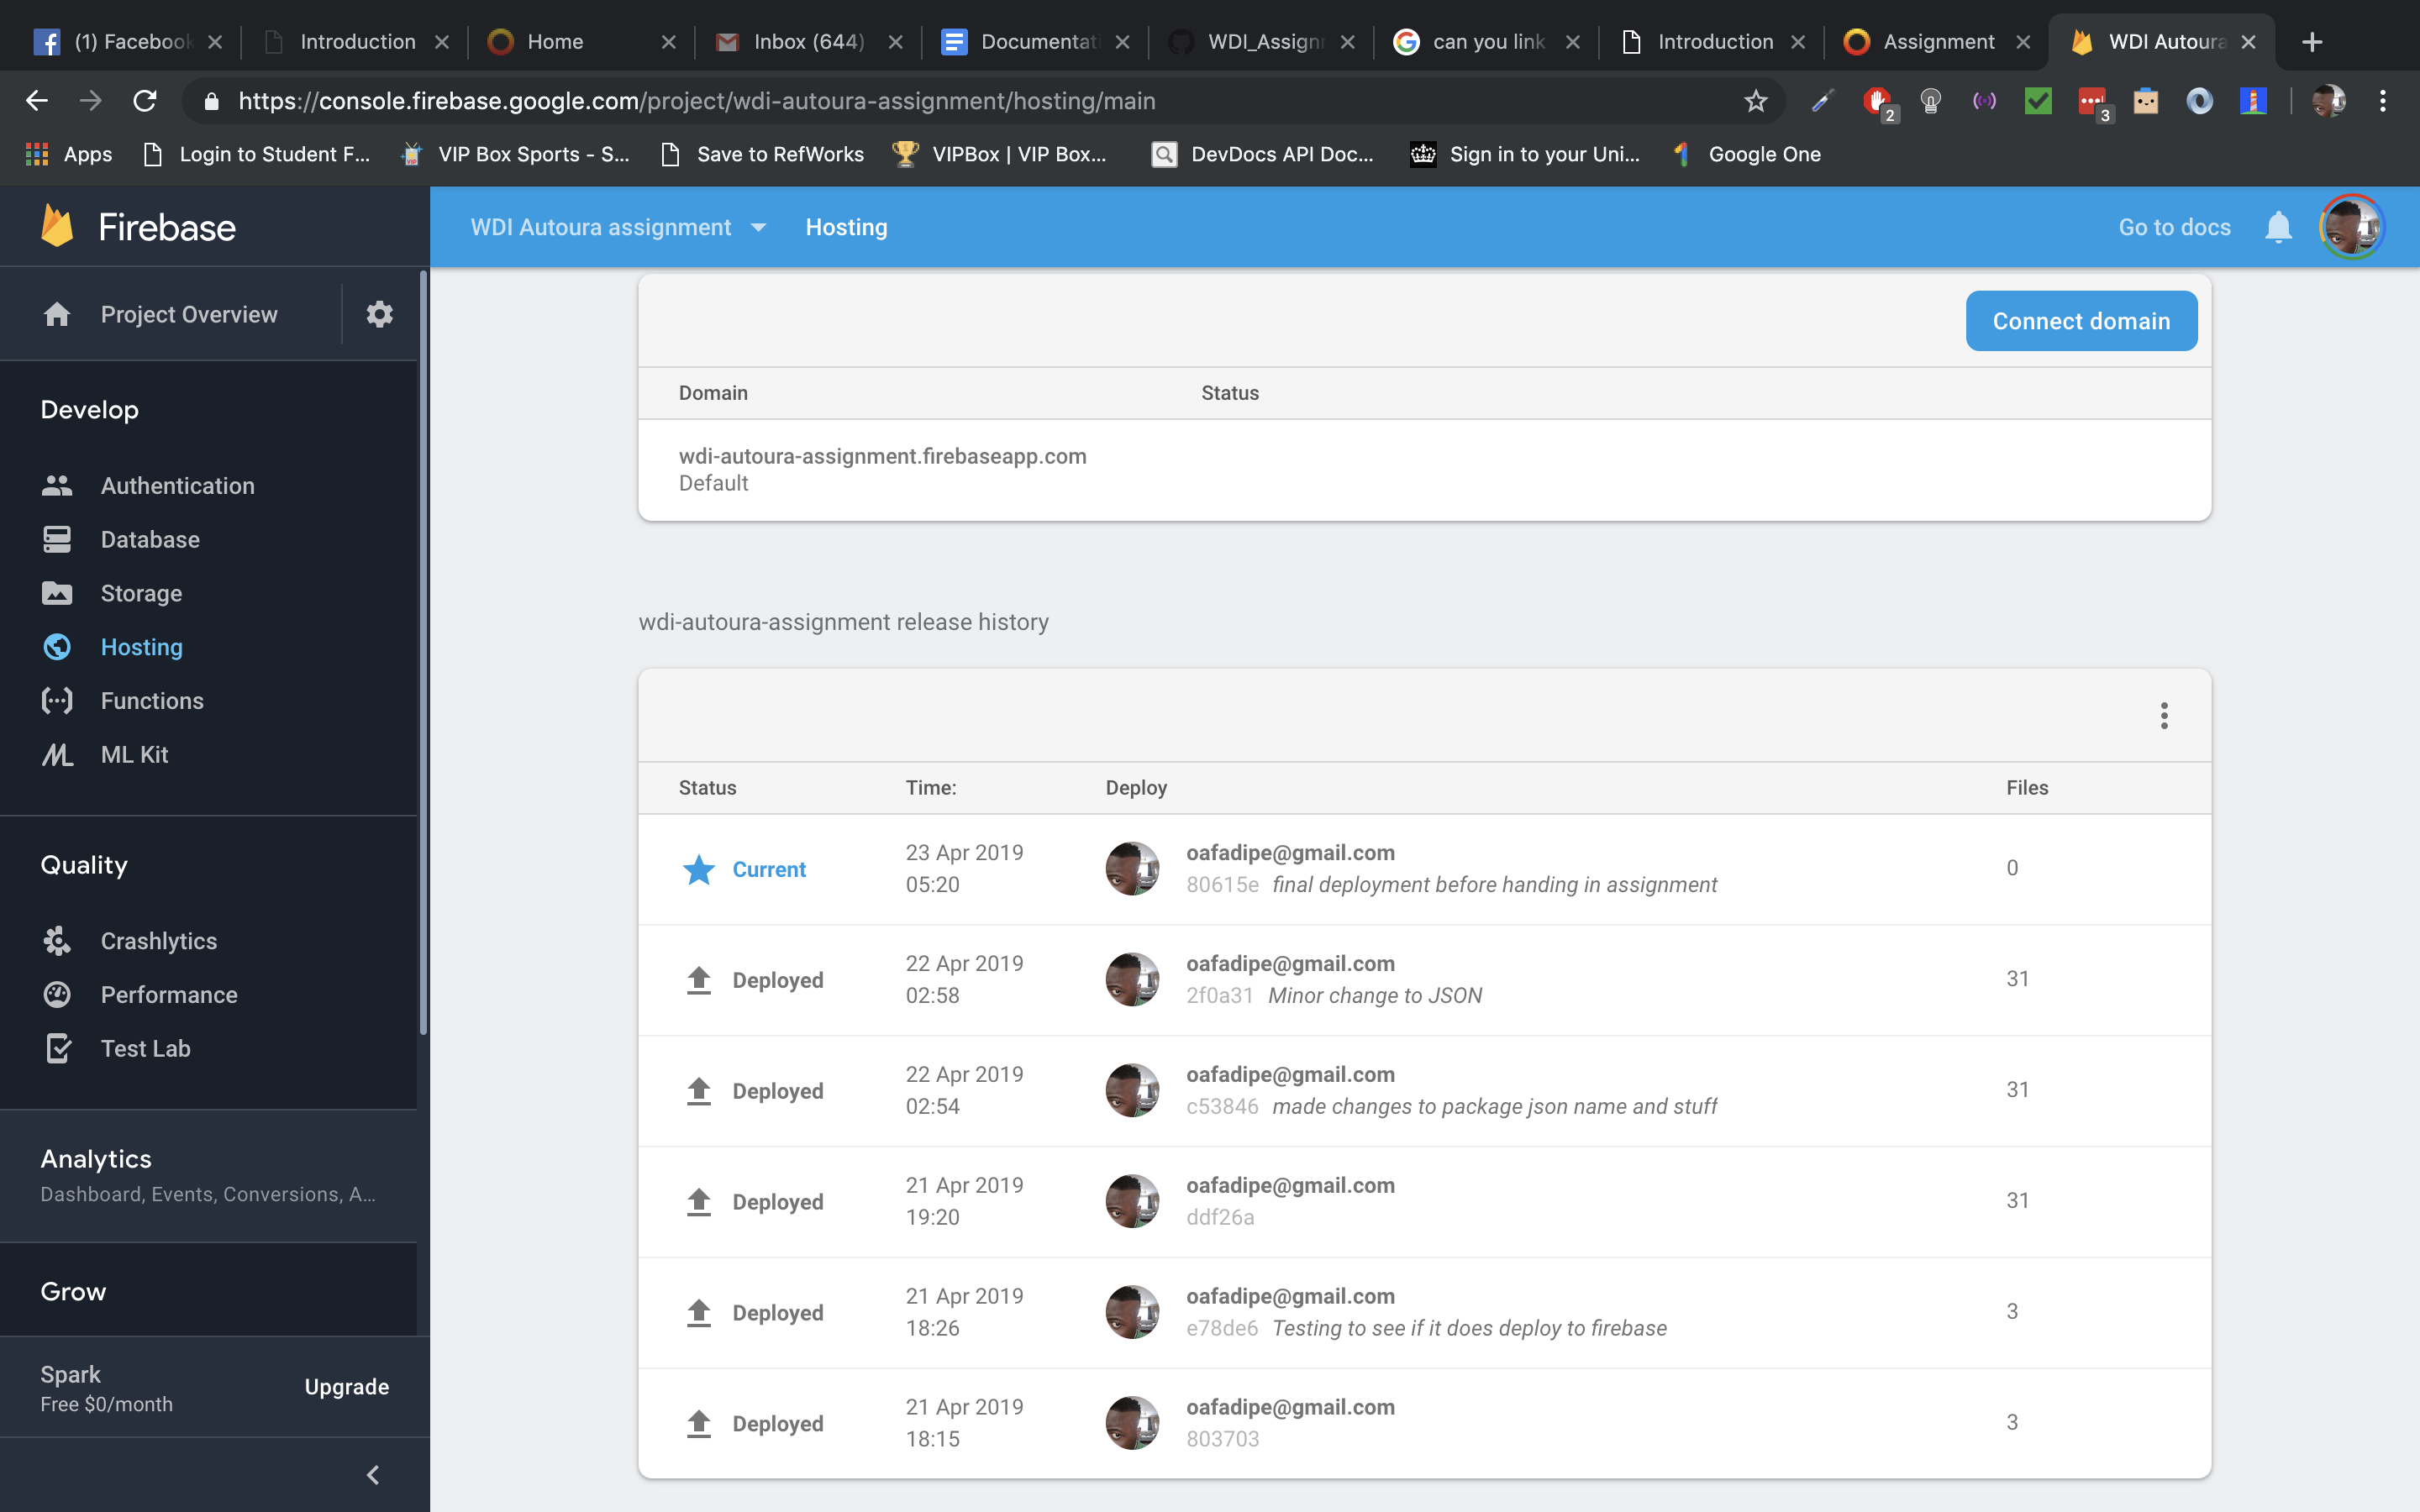 (1) Facebook
Introduction
Home
Inbox (644)
Documentati
WDI_Assignm
can you link
Introduction
Assignment
WDI Autoura
https://console.firebase.google.com/project/wdi-autoura-assignment/hosting/main
2
3
Apps
Login to Student F...
VIP Box Sports - S...
Save to RefWorks
VIPBox | VIP Box...
DevDocs API Doc...
Sign in to your Uni...
Google One
Firebase
WDI Autoura assignment
Hosting
Go to docs
Project Overview
Develop
Authentication
Database
Storage
Hosting
Functions
ML Kit
Quality
Crashlytics
Performance
Test Lab
Analytics
Dashboard, Events, Conversions, A...
Grow
Spark
Free $0/month
Upgrade
Connect domain
Domain Status
wdi-autoura-assignment.firebaseapp.com
Default
wdi-autoura-assignment release history
Status Time: Deploy Files
Current 23 Apr 2019 oafadipe@gmail.com 0
05:20 80615e final deployment before handing in assignment
Deployed 22 Apr 2019 oafadipe@gmail.com 31
02:58 2f0a31 Minor change to JSON
Deployed 22 Apr 2019 oafadipe@gmail.com 31
02:54 c53846 made changes to package json name and stuff
Deployed 21 Apr 2019 oafadipe@gmail.com 31
19:20 ddf26a
Deployed 21 Apr 2019 oafadipe@gmail.com 3
18:26 e78de6 Testing to see if it does deploy to firebase
Deployed 21 Apr 2019 oafadipe@gmail.com 3
18:15 803703